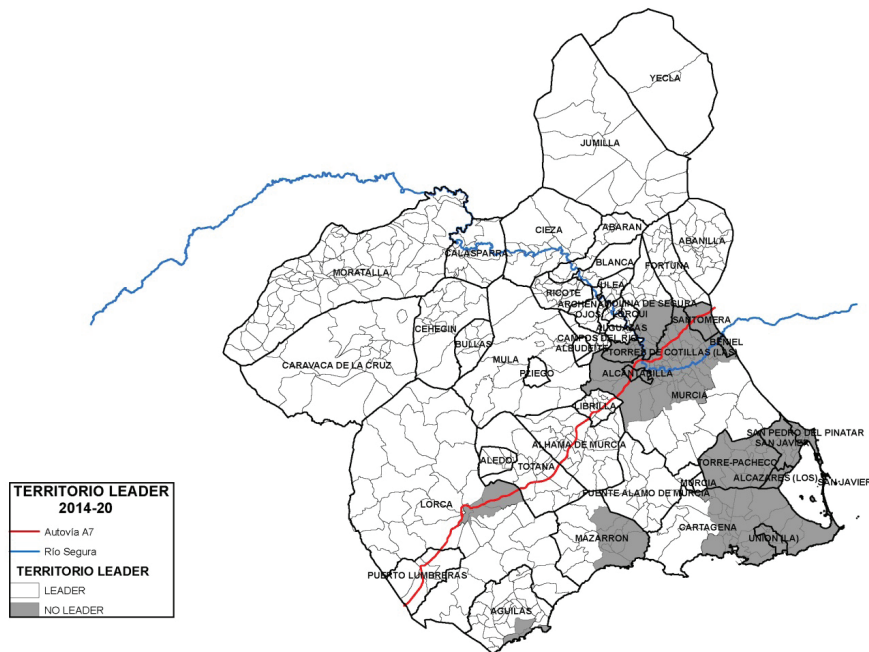 YECLA
JUMILLA
CIEZA
ABARAN
ABANILLA
CALASPARRA
BLANCA
FORTUNA
MORATALLA
ULEA
RICOTE
ARCHENA
MOLINA DE SEGURA
OJOS
LORQUI
SANTOMERA
CEHEGIN
ALGUAZAS
BULLAS
CAMPOS DEL RIO
BENIEL
ALBUDEITE
TORRES DE COTILLAS (LAS)
MULA
CARAVACA DE LA CRUZ
PLIEGO
ALCANTARILLA
MURCIA
LIBRILLA
SAN PEDRO DEL PINATAR
ALHAMA DE MURCIA
SAN JAVIER
ALEDO
TOTANA
TORRE-PACHECO
ALCAZARES (LOS)
SAN JAVIER
MURCIA
FUENTE ALAMO DE MURCIA
LORCA
CARTAGENA
MAZARRON
UNION (LA)
PUERTO LUMBRERAS
AGUILAS
TERRITORIO LEADER
2014-20
Autovía A7
Río Segura
TERRITORIO LEADER
LEADER
NO LEADER